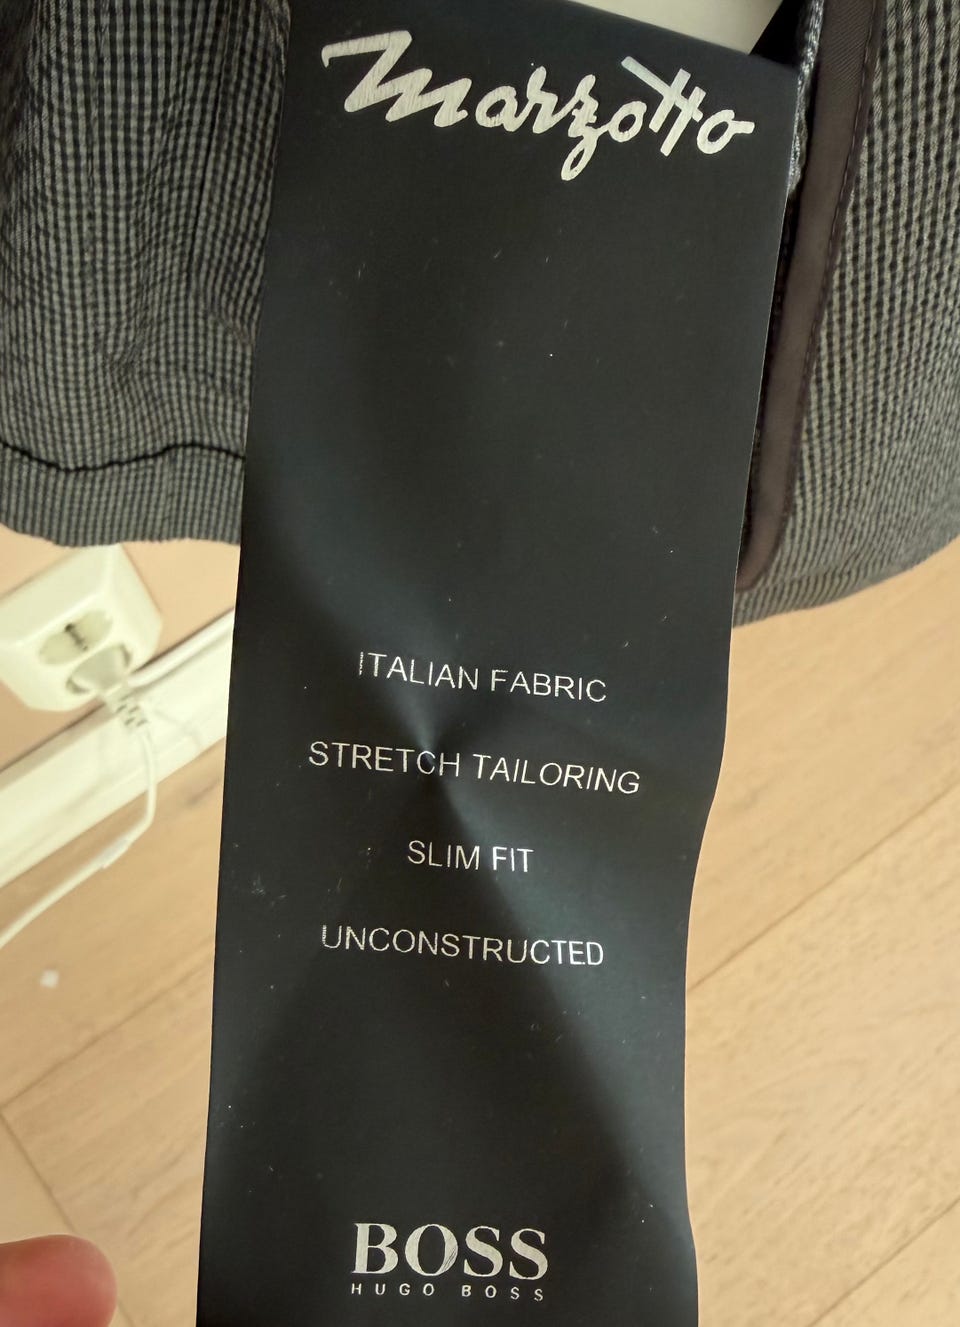 Marzotto
ITALIAN FABRIC
STRETCH TAILORING
SLIM FIT
UNCONSTRUCTED
BOSS
HUGO BOSS